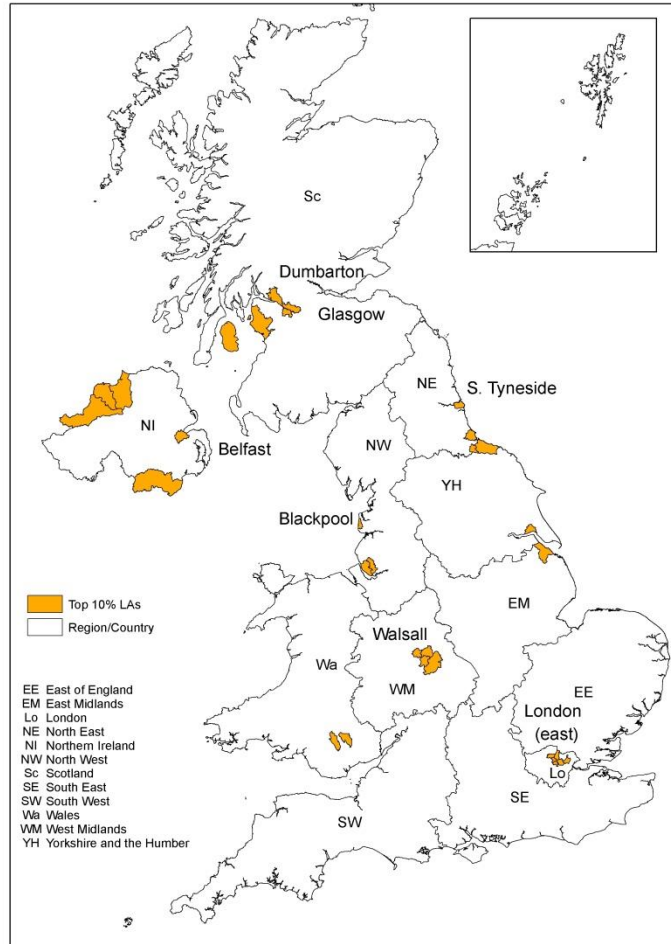 Sc
Dumbarton
Glasgow
NE
S. Tyneside
NI
Belfast
NW
YH
Blackpool
Top 10% LAs
Region/Country
EM
Walsall
Wa
WM
EE
London
(east)
Lo
SE
SW
EE East of England
EM East Midlands
Lo London
NE North East
NI Northern Ireland
NW North West
Sc Scotland
SE South East
SW South West
Wa Wales
WM West Midlands
YH Yorkshire and the Humber